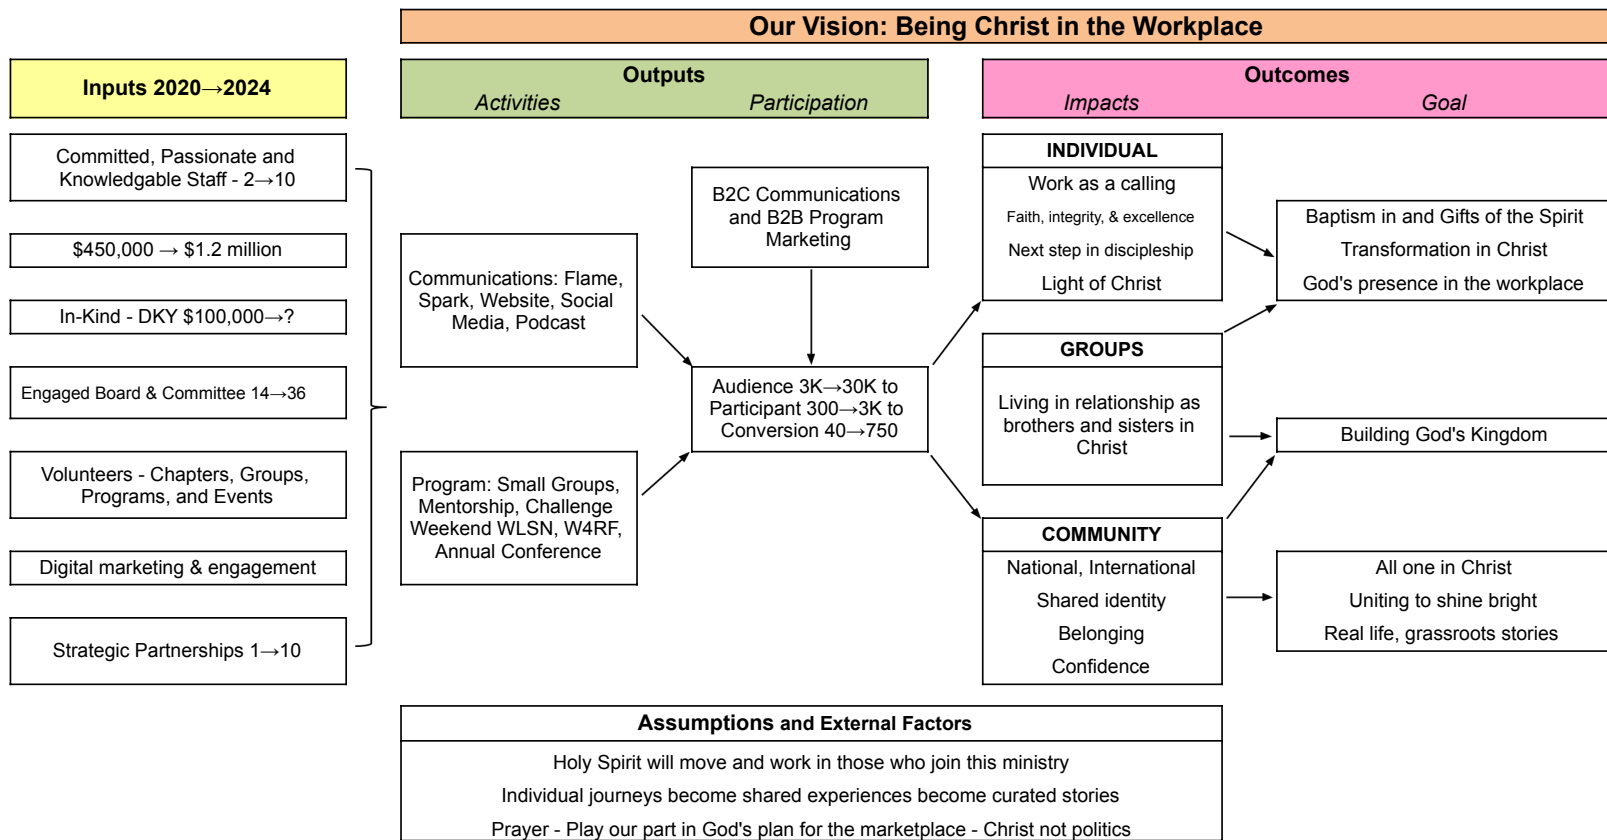 Our Vision: Being Christ in the Workplace
Inputs 2020→2024
Outputs
Activities
Participation
Outcomes
Impacts
Goal
Committed, Passionate and
Knowledgable Staff - 2→10
$450,000 → $1.2 million
In-Kind - DKY $100,000→?
Engaged Board & Committee 14→36
Volunteers - Chapters, Groups,
Programs, and Events
Digital marketing & engagement
Strategic Partnerships 1→10
Communications: Flame,
Spark, Website, Social
Media, Podcast
Program: Small Groups,
Mentorship, Challenge
Weekend WLSN, W4RF,
Annual Conference
B2C Communications
and B2B Program
Marketing
Audience 3K→30K to
Participant 300→3K to
Conversion 40→750
INDIVIDUAL
Work as a calling
Faith, integrity, & excellence
Next step in discipleship
Light of Christ
GROUPS
Living in relationship as
brothers and sisters in
Christ
COMMUNITY
National, International
Shared identity
Belonging
Confidence
Baptism in and Gifts of the Spirit
Transformation in Christ
God's presence in the workplace
Building God's Kingdom
All one in Christ
Uniting to shine bright
Real life, grassroots stories
Assumptions and External Factors
Holy Spirit will move and work in those who join this ministry
Individual journeys become shared experiences become curated stories
Prayer - Play our part in God's plan for the marketplace - Christ not politics